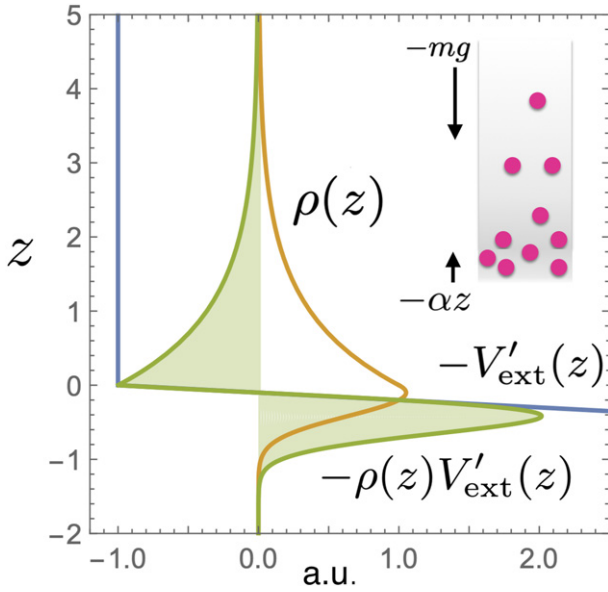 5
4
3
2
1
0
−1
−2
z
−1.0 0.0 1.0 2.0
a.u.
ρ(z)
−mg
−αz
−V′ext(z)
−ρ(z)V′ext(z)